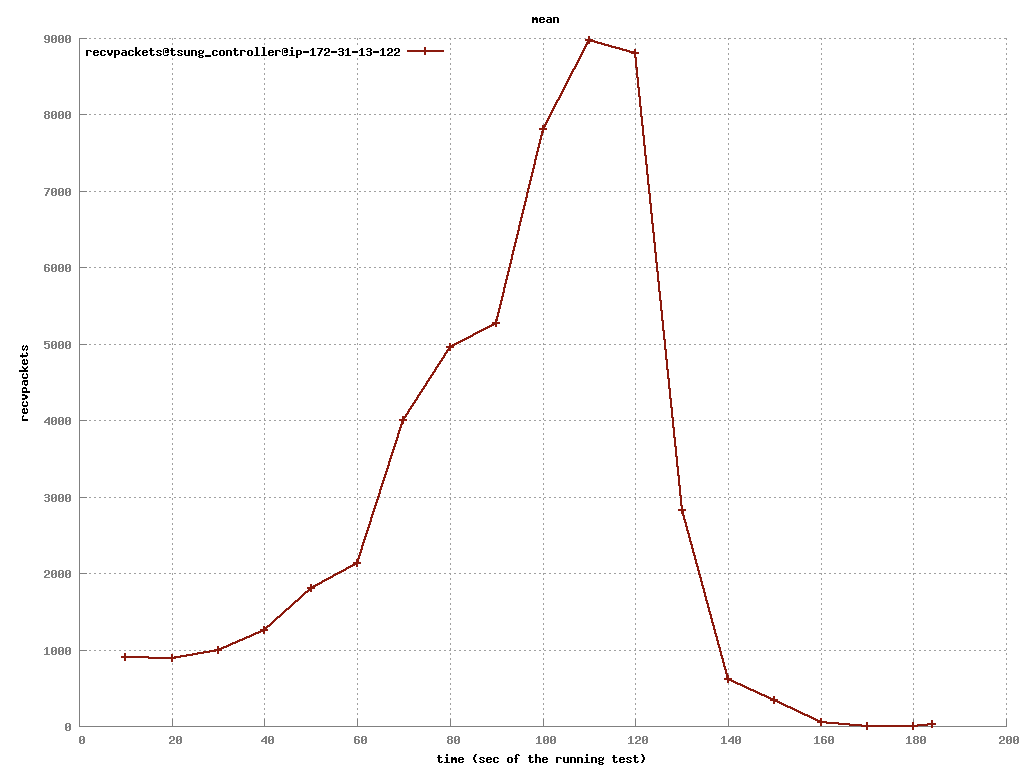 mean
recvpackets@tsung_controller@ip-172-31-13-122
9000
8000
7000
6000
5000
4000
3000
2000
1000
0
recvpackets
0 20 40 60 80 100 120 140 160 180 200
time (sec of the running test)